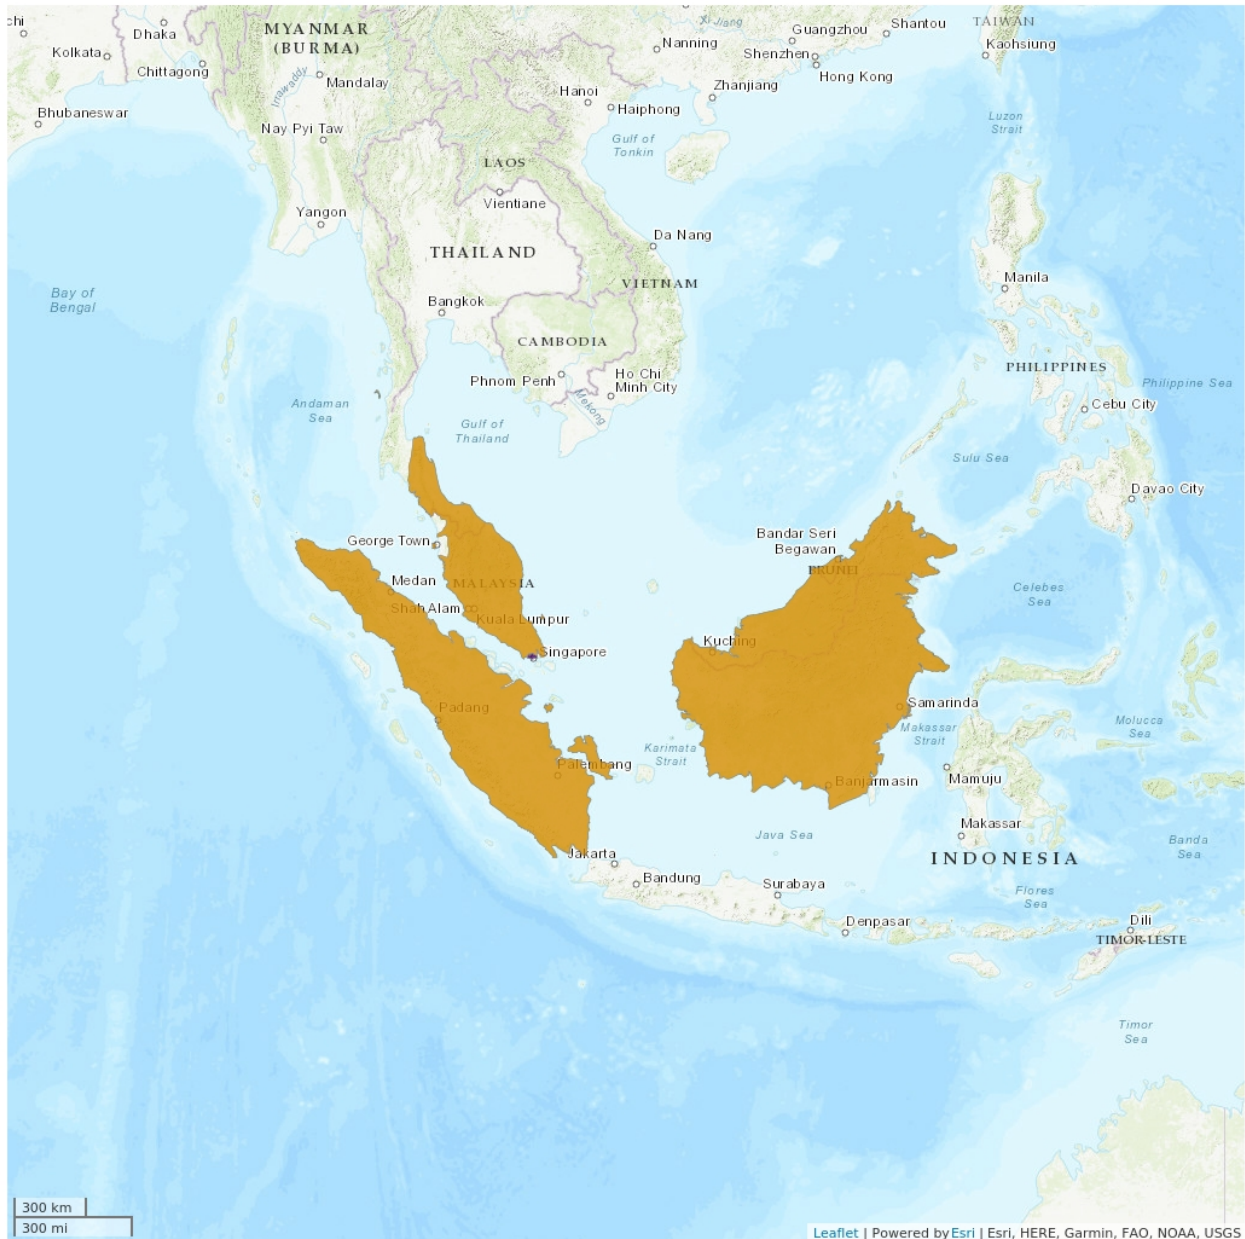 chi
Dhaka
Kolkata
Chittagong
Bhubaneswar
MYANMAR
(BURMA)
Mandalay
Irrawaddy
Nay Pyi Taw
Yangon
Xi Jiang
Nanning
Guangzhou
Shantou
Shenzhen
Hong Kong
Zhanjiang
TAIWAN
Kaohsiung
Hanoi
Haiphong
Gulf of
Tonkin
Luzon
Strait
LAOS
Vientiane
THAILAND
Da Nang
VIETNAM
Bangkok
CAMBODIA
Phnom Penh
Ho Chi
Minh City
Mekong
Manila
PHILIPPINES
Philippine Sea
Cebu City
Bay of
Bengal
Andaman
Sea
Gulf of
Thailand
Sulu Sea
Davao City
George Town
Bandar Seri
Begawan
BRUNEI
Medan
MALAYSIA
Shah Alam
Kuala Lumpur
Celebes
Sea
Singapore
Kuching
Padang
Samarinda
Makassar
Strait
Molucca
Sea
Karimata
Strait
Palembang
Banjarmasin
Mamuju
Java Sea
Makassar
Banda
Sea
Jakarta
INDONESIA
Bandung
Surabaya
Flores
Sea
Denpasar
Dili
TIMOR-LESTE
Timor
Sea
300 km
300 mi
Leaflet | Powered by Esri | Esri, HERE, Garmin, FAO, NOAA, USGS